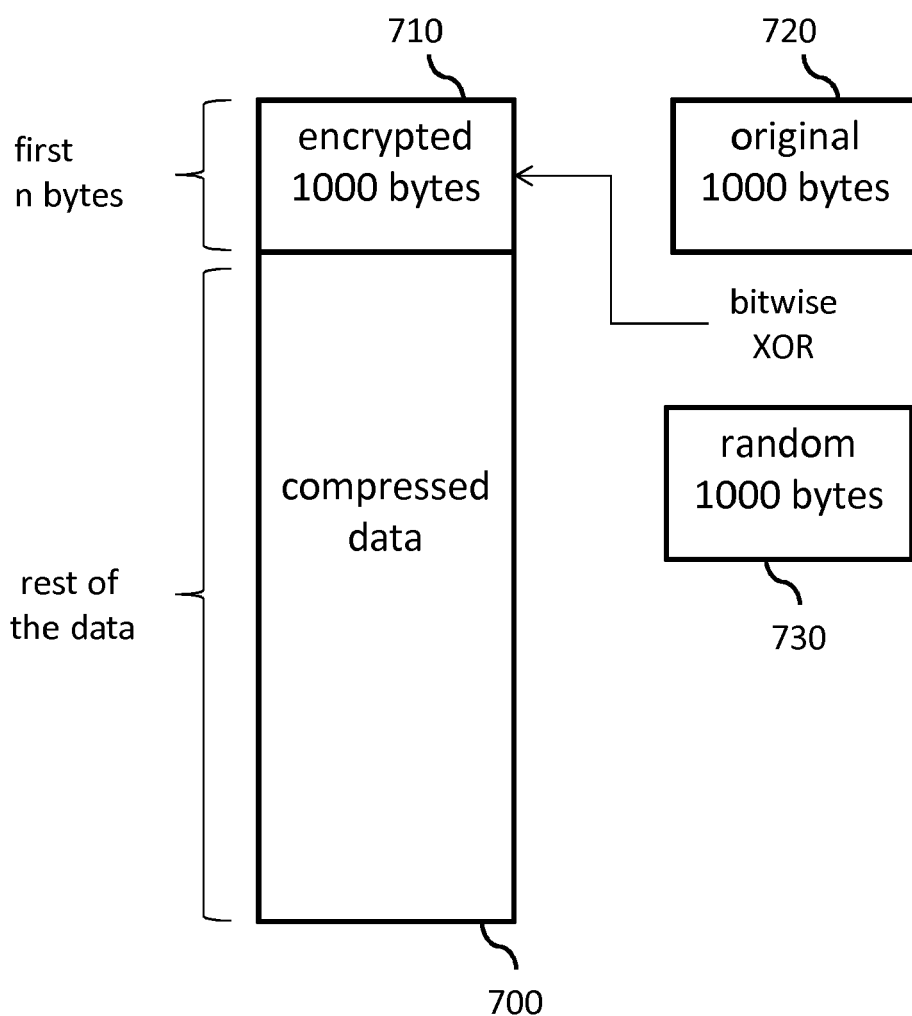 710
720
first
n bytes
encrypted
1000 bytes
original
1000 bytes
bitwise
XOR
random
1000 bytes
compressed
data
rest of
the data
730
700